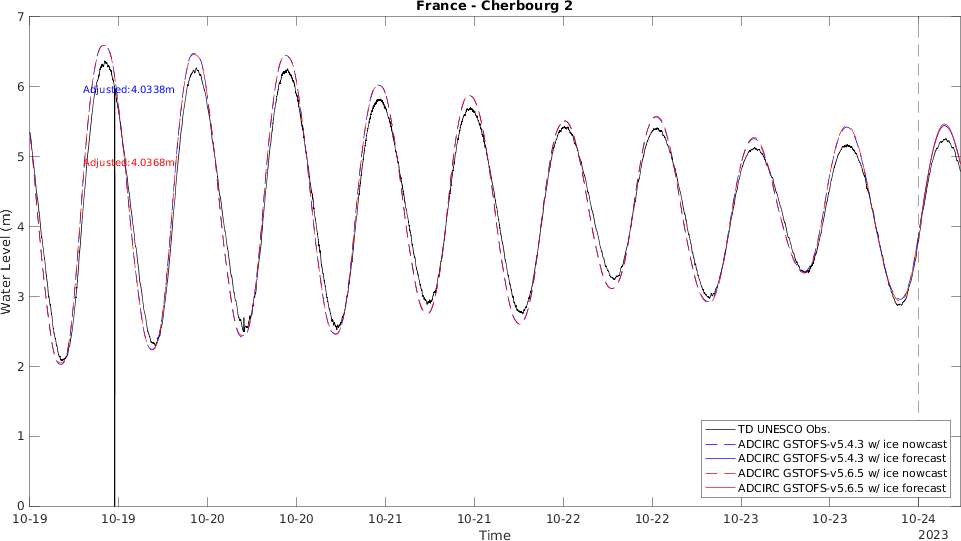 France - Cherbourg 2
7
6
5
4
3
2
1
0
Water Level (m)
Adjusted:4.0338m
Adjusted:4.0368m
TD UNESCO Obs.
ADCIRC GSTOFS-v5.4.3 w/ ice nowcast
ADCIRC GSTOFS-v5.4.3 w/ ice forecast
ADCIRC GSTOFS-v5.6.5 w/ ice nowcast
ADCIRC GSTOFS-v5.6.5 w/ ice forecast
10-19 10-19 10-20 10-20 10-21 10-21 10-22 10-22 10-23 10-23 10-24
Time
2023